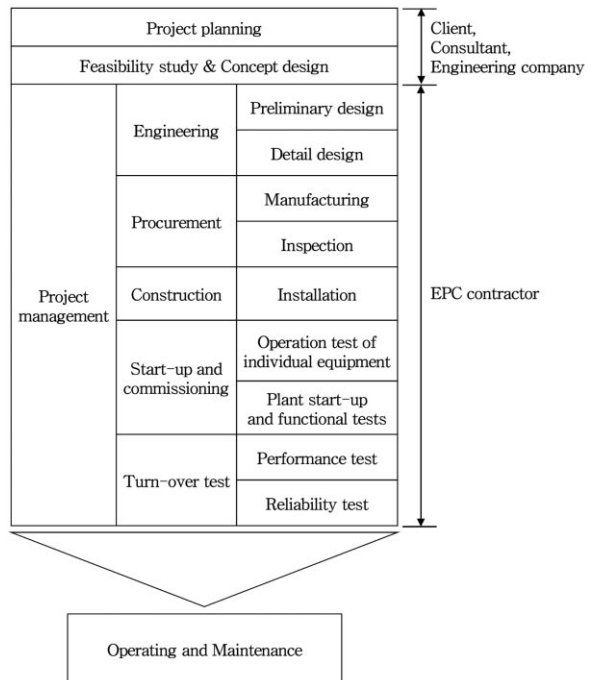 Project planning
Client,
Consultant,
Engineering company
Feasibility study & Concept design
Project
management
Engineering
Preliminary design
Detail design
Procurement
Manufacturing
Inspection
Construction
Installation
EPC contractor
Start-up and
commissioning
Operation test of
individual equipment
Plant start-up
and functional tests
Turn-over test
Performance test
Reliability test
Operating and Maintenance